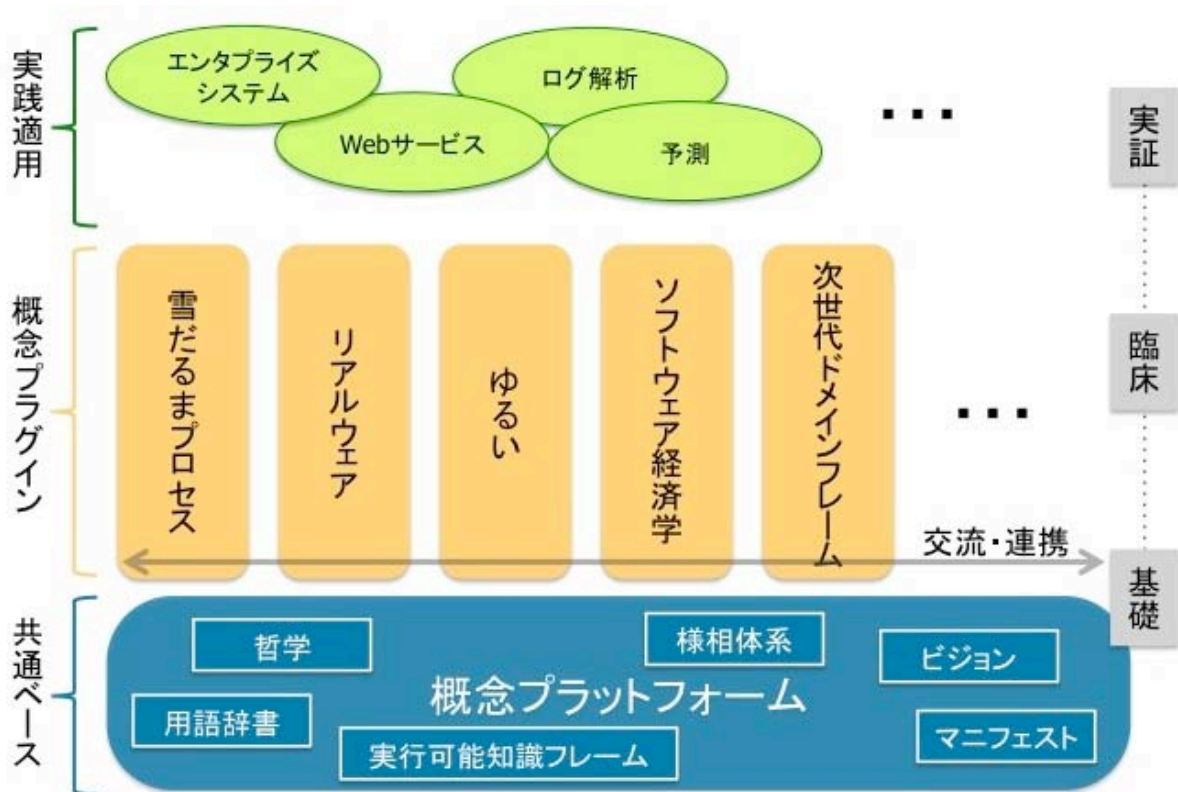 実践適用
エンタプライズ
システム
ログ解析
Webサービス
予測
...
実証
概念プラグイン
雪だるまプロセス
リアルウェア
ゆるい
ソフトウェア経済学
次世代ドメインフレーム
...
臨床
交流・連携
基礎
共通ベース
哲学
様相体系
ビジョン
概念プラットフォーム
用語辞書
実行可能知識フレーム
マニフェスト